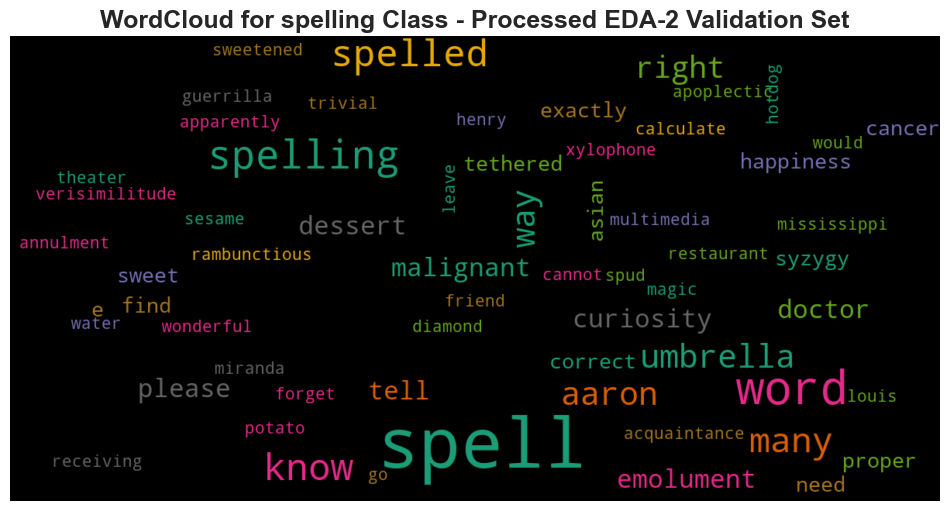 WordCloud for spelling Class - Processed EDA-2 Validation Set
sweetened
spelled
right
guerrilla
trivial
apoplectic
hotdog
apparently
henry
exactly
calculate
cancer
would
spelling
tethered
xylophone
happiness
theater
leave
verisimilitude
way
asian
sesame
dessert
multimedia
mississippi
annulment
rambunctious
malignant
restaurant
syzygy
sweet
cannot
spud
magic
e
find
friend
water
wonderful
diamond
curiosity
doctor
miranda
correct
umbrella
please
forget
tell
aaron
word
louis
potato
spell
acquaintance
many
receiving
know
go
emolument
proper
need